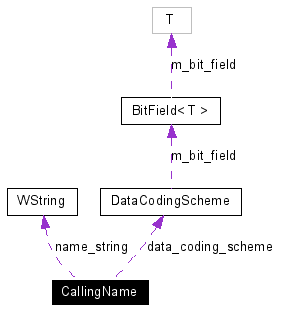 T
m_bit_field
BitField< T >
m_bit_field
WString
DataCodingScheme
name_string
data_coding_scheme
CallingName